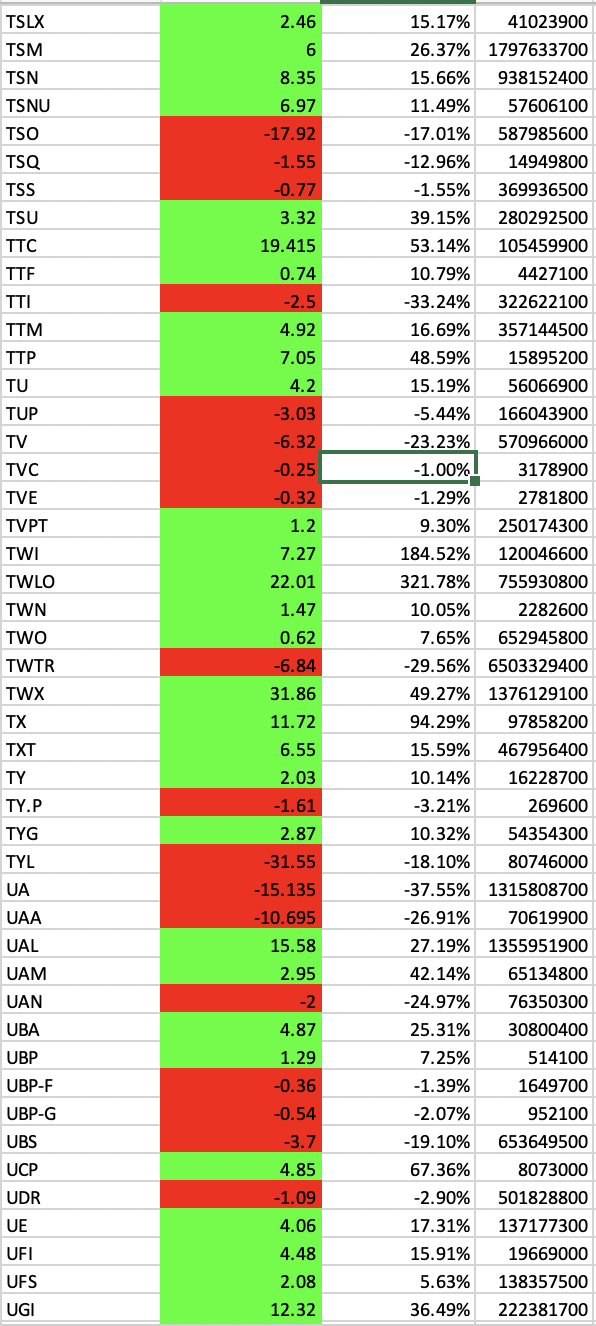 TSLX 2.46 15.17% 41023900
TSM 6 26.37% 1797633700
TSN 8.35 15.66% 938152400
TSNU 6.97 11.49% 57606100
TSO -17.92 -17.01% 587985600
TSQ -1.55 -12.96% 14949800
TSS -0.77 -1.55% 369936500
TSU 3.32 39.15% 280292500
TTC 19.415 53.14% 105459900
TTF 0.74 10.79% 4427100
TTI -2.5 -33.24% 322622100
TTM 4.92 16.69% 357144500
TTP 7.05 48.59% 15895200
TU 4.2 15.19% 56066900
TUP -3.03 -5.44% 166043900
TV -6.32 -23.23% 570966000
TVC -0.25 -1.00% 3178900
TVE -0.32 -1.29% 2781800
TVPT 1.2 9.30% 250174300
TWI 7.27 184.52% 120046600
TWLO 22.01 321.78% 755930800
TWN 1.47 10.05% 2282600
TWO 0.62 7.65% 652945800
TWTR -6.84 -29.56% 6503329400
TWX 31.86 49.27% 1376129100
TX 11.72 94.29% 97858200
TXT 6.55 15.59% 467956400
TY 2.03 10.14% 16228700
TY.P -1.61 -3.21% 269600
TYG 2.87 10.32% 54354300
TYL -31.55 -18.10% 80746000
UA -15.135 -37.55% 1315808700
UAA -10.695 -26.91% 70619900
UAL 15.58 27.19% 1355951900
UAM 2.95 42.14% 65134800
UAN -2 -24.97% 76350300
UBA 4.87 25.31% 30800400
UBP 1.29 7.25% 514100
UBP-F -0.36 -1.39% 1649700
UBP-G -0.54 -2.07% 952100
UBS -3.7 -19.10% 653649500
UCP 4.85 67.36% 8073000
UDR -1.09 -2.90% 501828800
UE 4.06 17.31% 137177300
UFI 4.48 15.91% 19669000
UFS 2.08 5.63% 138357500
UGI 12.32 36.49% 222381700